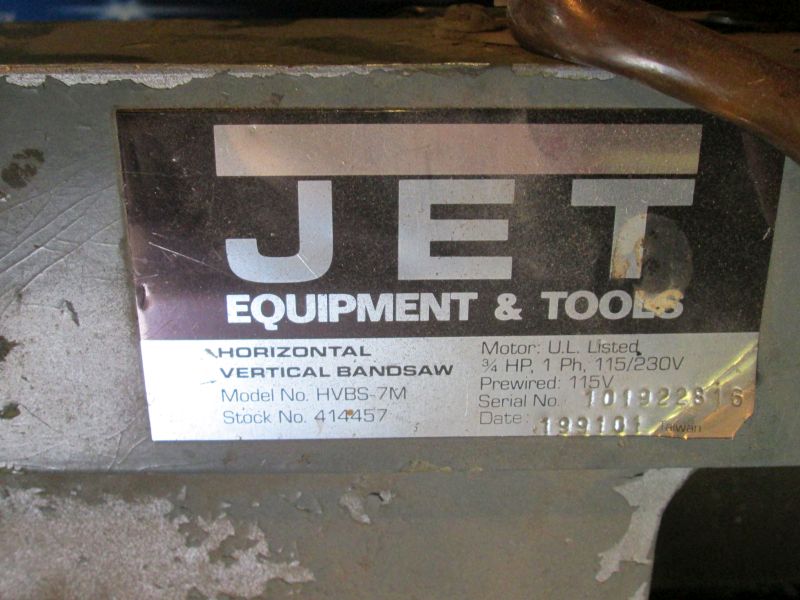 JET
EQUIPMENT & TOOLS
HORIZONTAL
VERTICAL BANDSAW
Model No. HVBS-7M
Stock No. 414457
Motor: U.L. Listed
¾ HP, 1 Ph, 115/230V
Prewired: 115V
Serial No. 101922816
Date: 199101
Taiwan